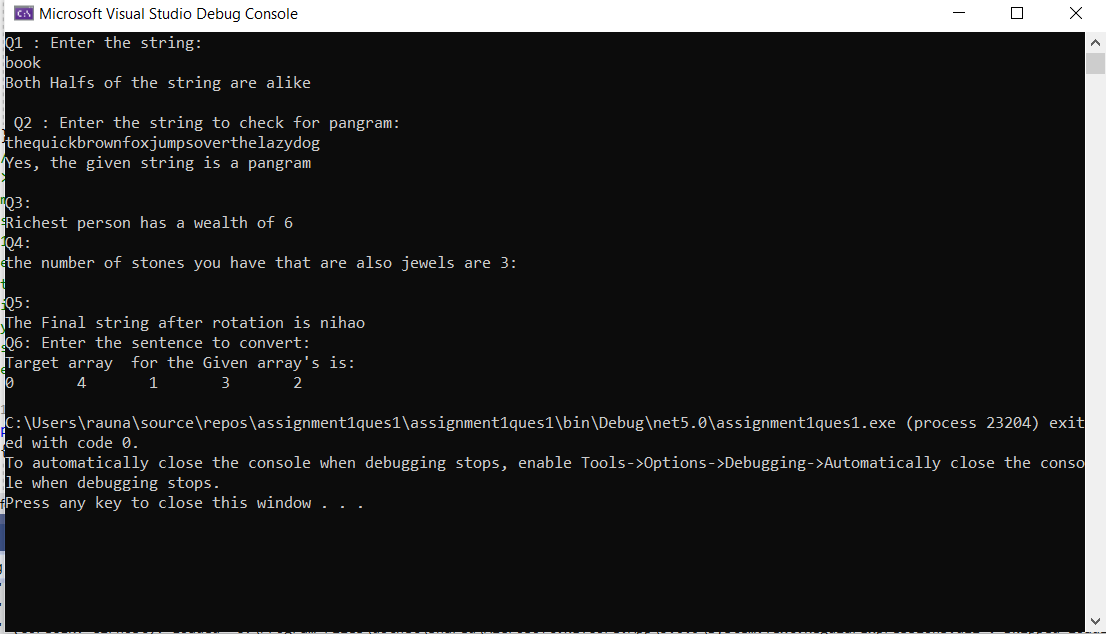 Microsoft Visual Studio Debug Console
Q1 : Enter the string:
book
Both Halfs of the string are alike
Q2 : Enter the string to check for pangram:
thequickbrownfoxjumpsoverthelazydog
Yes, the given string is a pangram
Q3:
Richest person has a wealth of 6
Q4:
the number of stones you have that are also jewels are 3:
Q5:
The Final string after rotation is nihao
Q6: Enter the sentence to convert:
Target array  for the Given array's is:
0       4       1       3       2
C:\Users\rauna\source\repos\assignment1ques1\assignment1ques1\bin\Debug\net5.0\assignment1ques1.exe (process 23204) exit
ed with code 0.
To automatically close the console when debugging stops, enable Tools->Options->Debugging->Automatically close the conso
le when debugging stops.
Press any key to close this window . . .